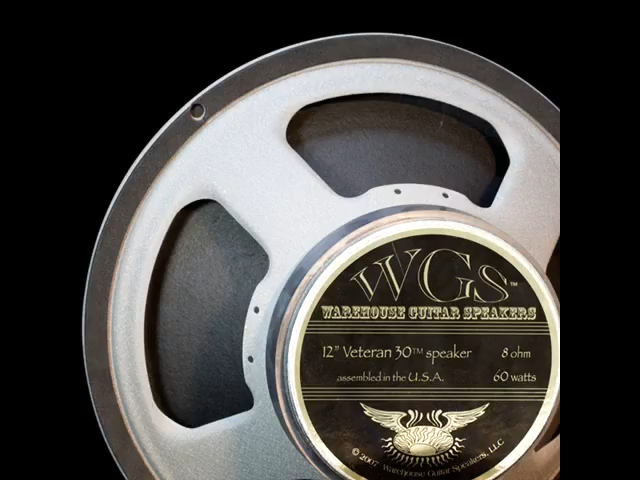 WGS™
WAREHOUSE GUITAR SPEAKERS
12" Veteran 30™ speaker 8 ohm
assembled in the U.S.A. 60 watts
© 2007 Warehouse Guitar Speakers, LLC